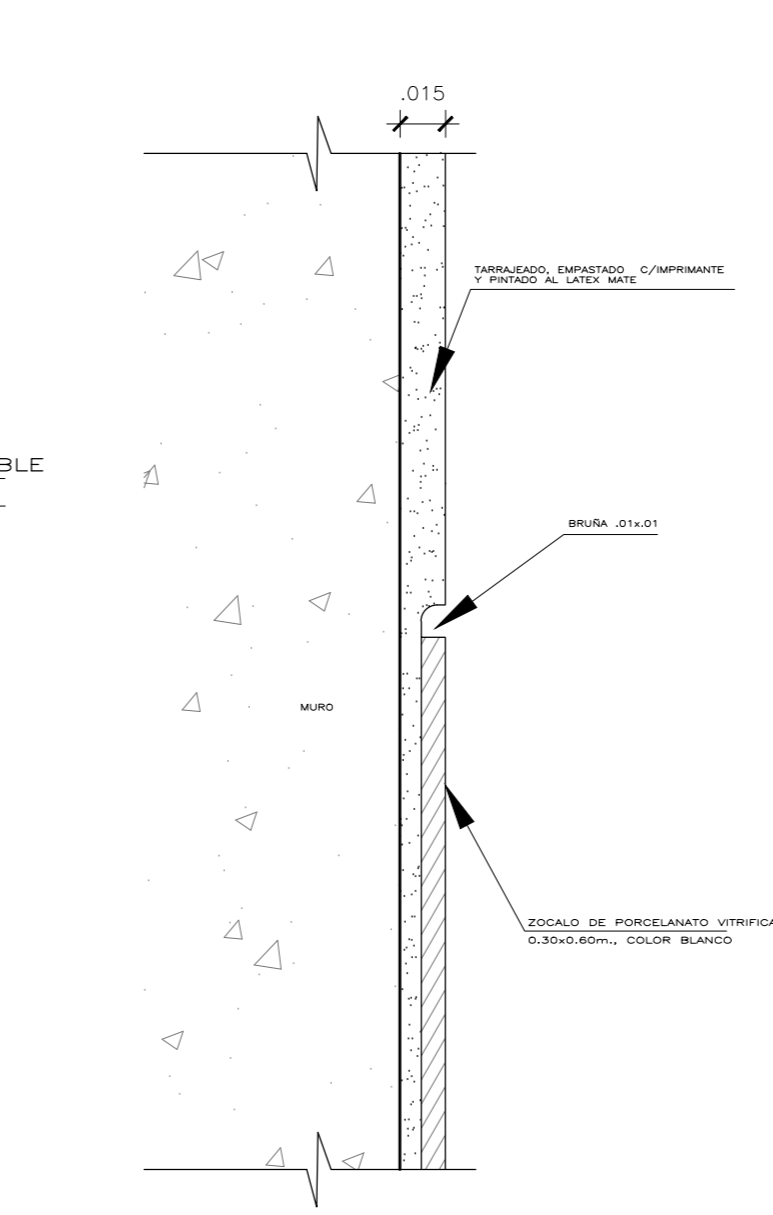 .015
TARRAJEADO, EMPASTADO C/IMPRIMANTE
Y PINTADO AL LATEX MATE
BLE
BRUÑA .01x.01
MURO
ZOCALO DE PORCELANATO VITRIFICA
0.30x0.60m., COLOR BLANCO